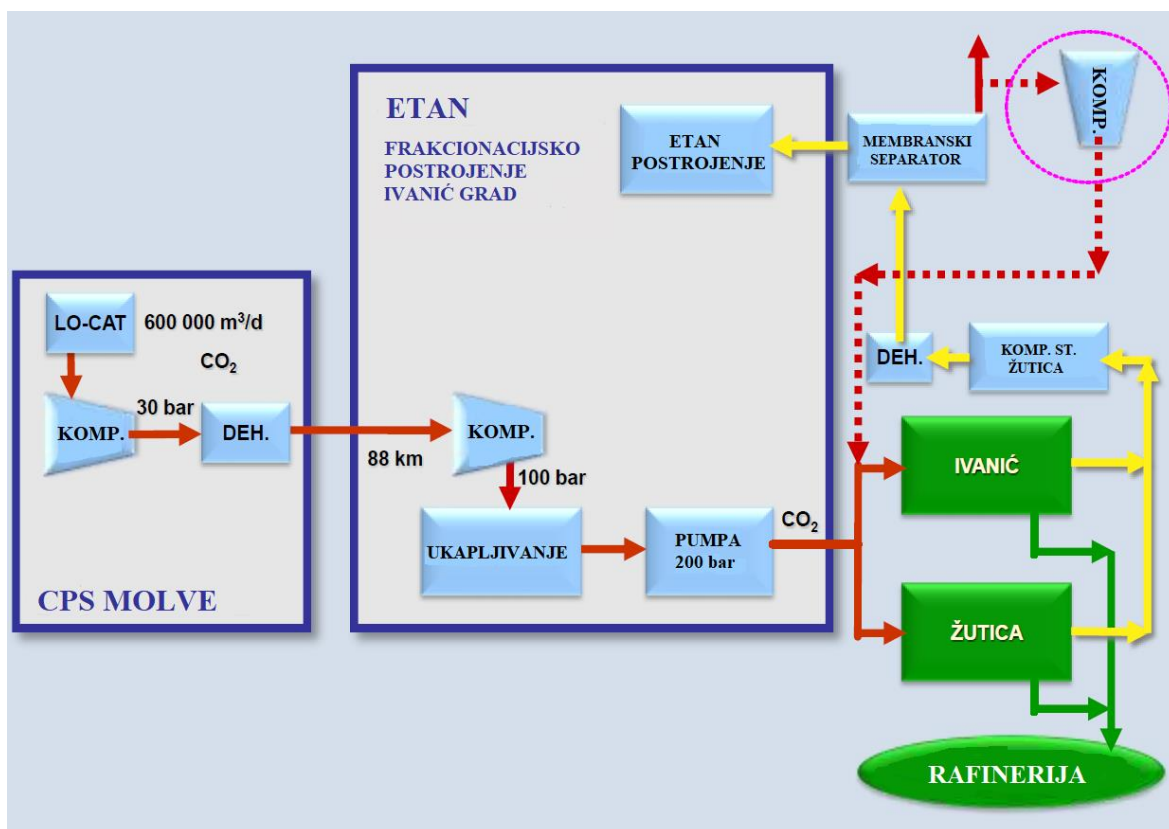 ETAN
FRAKCIONACIJSKO
POSTROJENJE
IVANIĆ GRAD
ETAN
POSTROJENJE
MEMBRANSKI
SEPARATOR
KOMP.
LO-CAT
600 000 m³/d
CO₂
KOMP.
30 bar
DEH.
88 km
CPS MOLVE
KOMP.
100 bar
UKAPLJIVANJE
PUMPA
200 bar
CO₂
DEH.
KOMP. ST.
ŽUTICA
IVANIĆ
ŽUTICA
RAFINERIJA